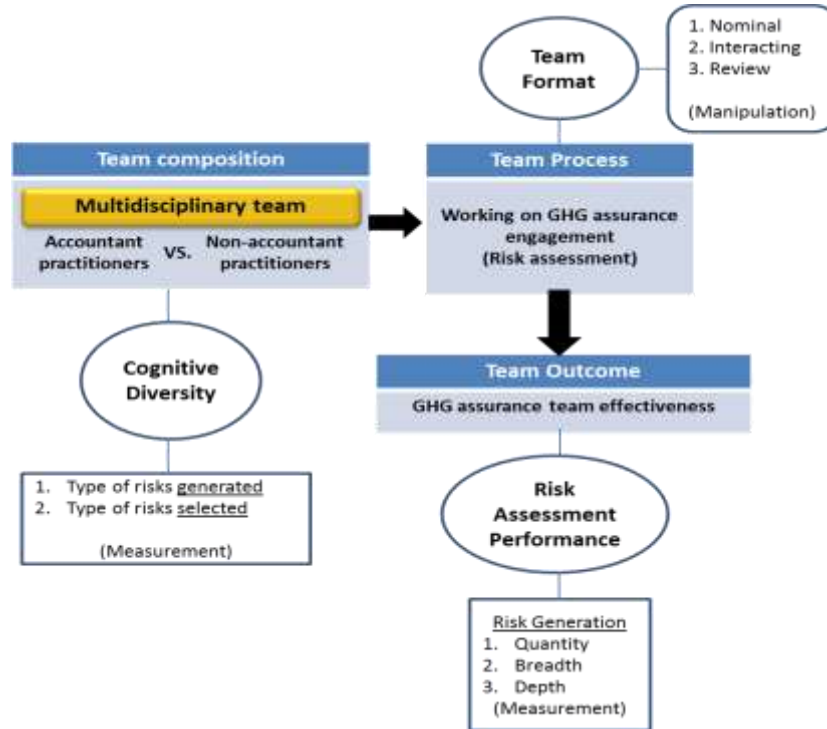 Team
Format
1. Nominal
2. Interacting
3. Review
(Manipulation)
Team composition
Multidisciplinary team
Accountant practitioners VS. Non-accountant practitioners
Team Process
Working on GHG assurance
engagement
(Risk assessment)
Cognitive
Diversity
1. Type of risks generated
2. Type of risks selected
(Measurement)
Team Outcome
GHG assurance team effectiveness
Risk
Assessment
Performance
Risk Generation
1. Quantity
2. Breadth
3. Depth
(Measurement)